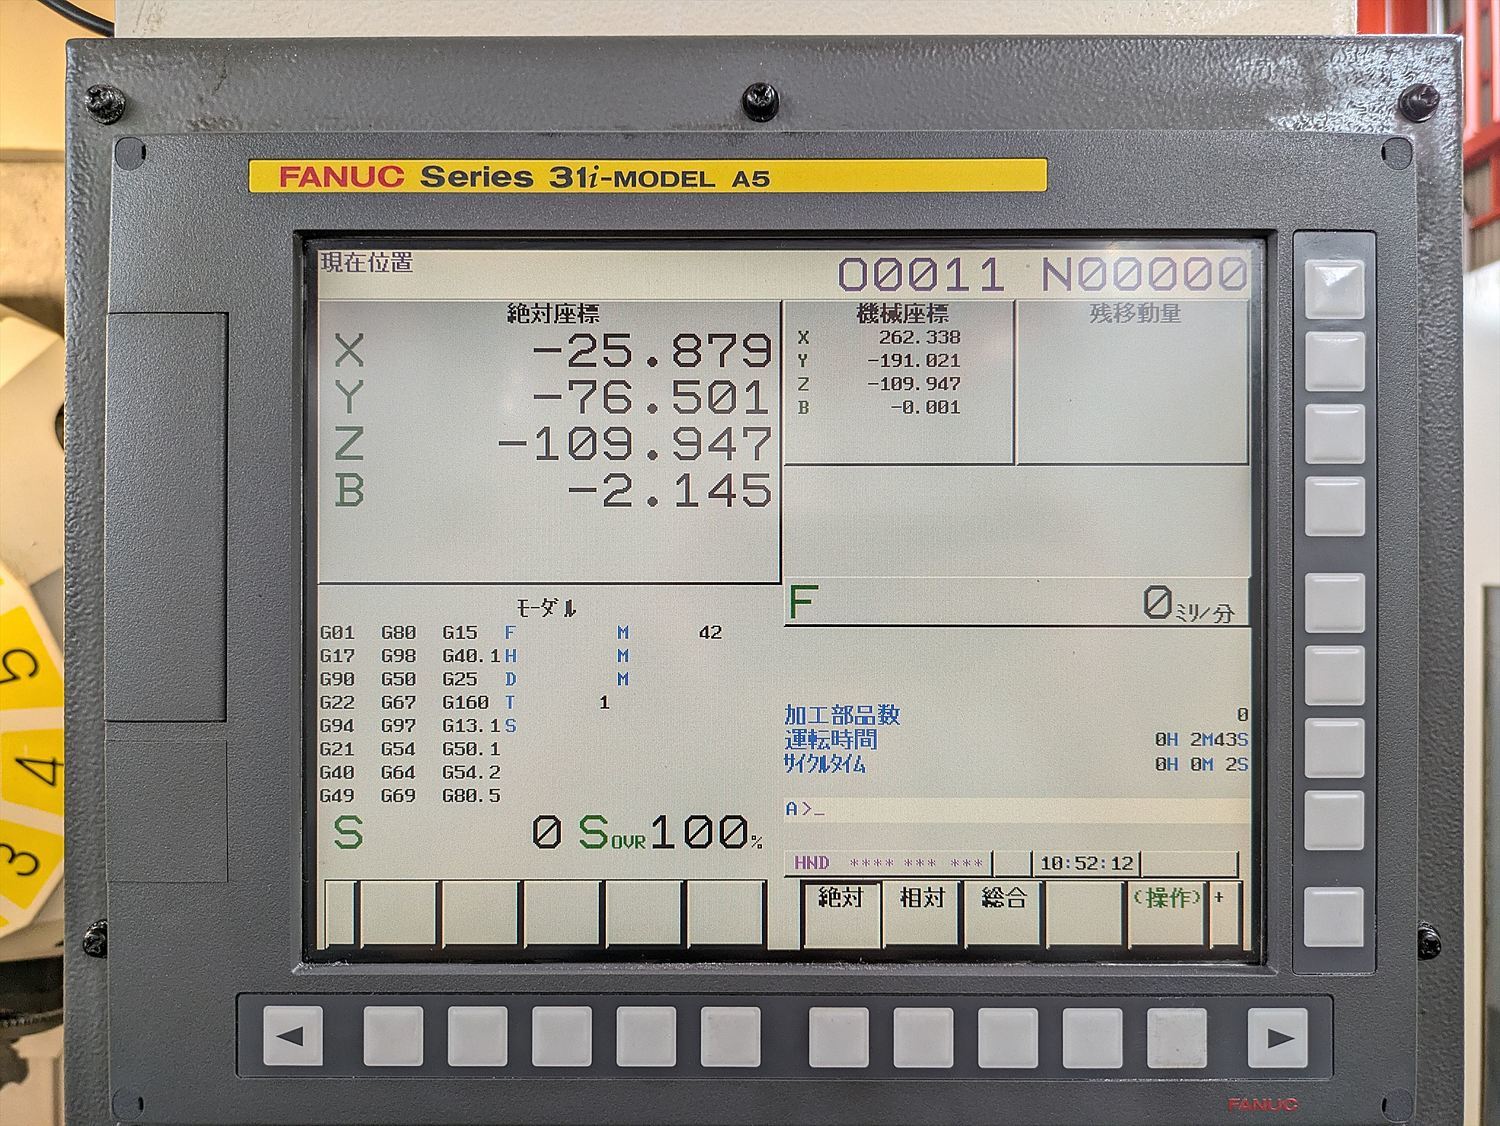 FANUC Series 31i-MODEL A5
現在位置
O0011 N00000
絶対座標
X -25.879
Y -76.501
Z -109.947
B -2.145
機械座標
X 262.338
Y -191.021
Z -109.947
B -0.001
残移動量
F 0 ミリ/分
モーダル
G01 G80 G15 F M 42
G17 G98 G40.1 H M
G90 G50 G25 D M
G22 G67 G160 T 1
G94 G97 G13.1 S
G21 G54 G50.1
G40 G64 G54.2
G49 G69 G80.5
S 0 SOVR100%
加工部品数 0
運転時間 0H 2M43S
サイクルタイム 0H 0M 2S
A>_
HND **** *** *** 10:52:12
絶対 相対 総合 (操作) +
5
4
3
◄ ►
FANUC